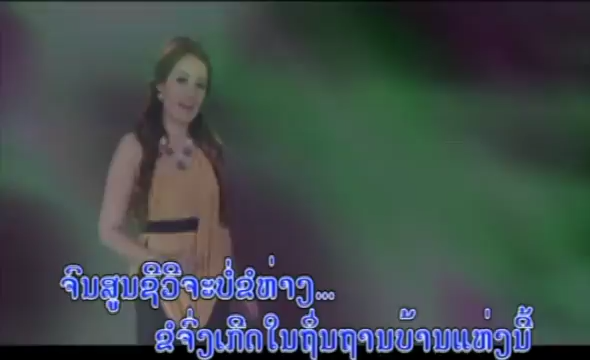 ຈົນສູນຊີວີຈະບໍ່ຂໍຫ່າງ...
ຂໍຈົ່ງເກີດໃນຖິ່ນຖານບ້ານແຫ່ງນີ້